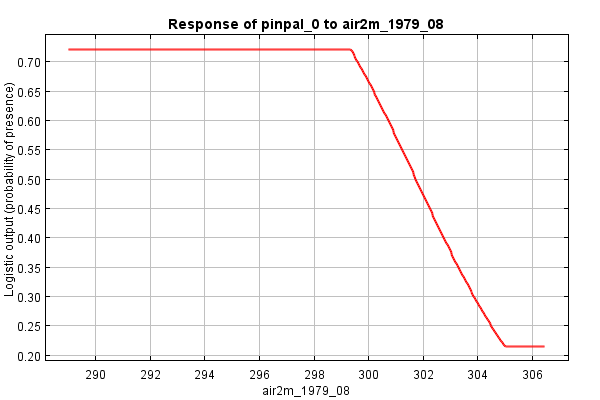 Response of pinpal_0 to air2m_1979_08
Logistic output (probability of presence)
0.70
0.65
0.60
0.55
0.50
0.45
0.40
0.35
0.30
0.25
0.20
290 292 294 296 298 300 302 304 306
air2m_1979_08